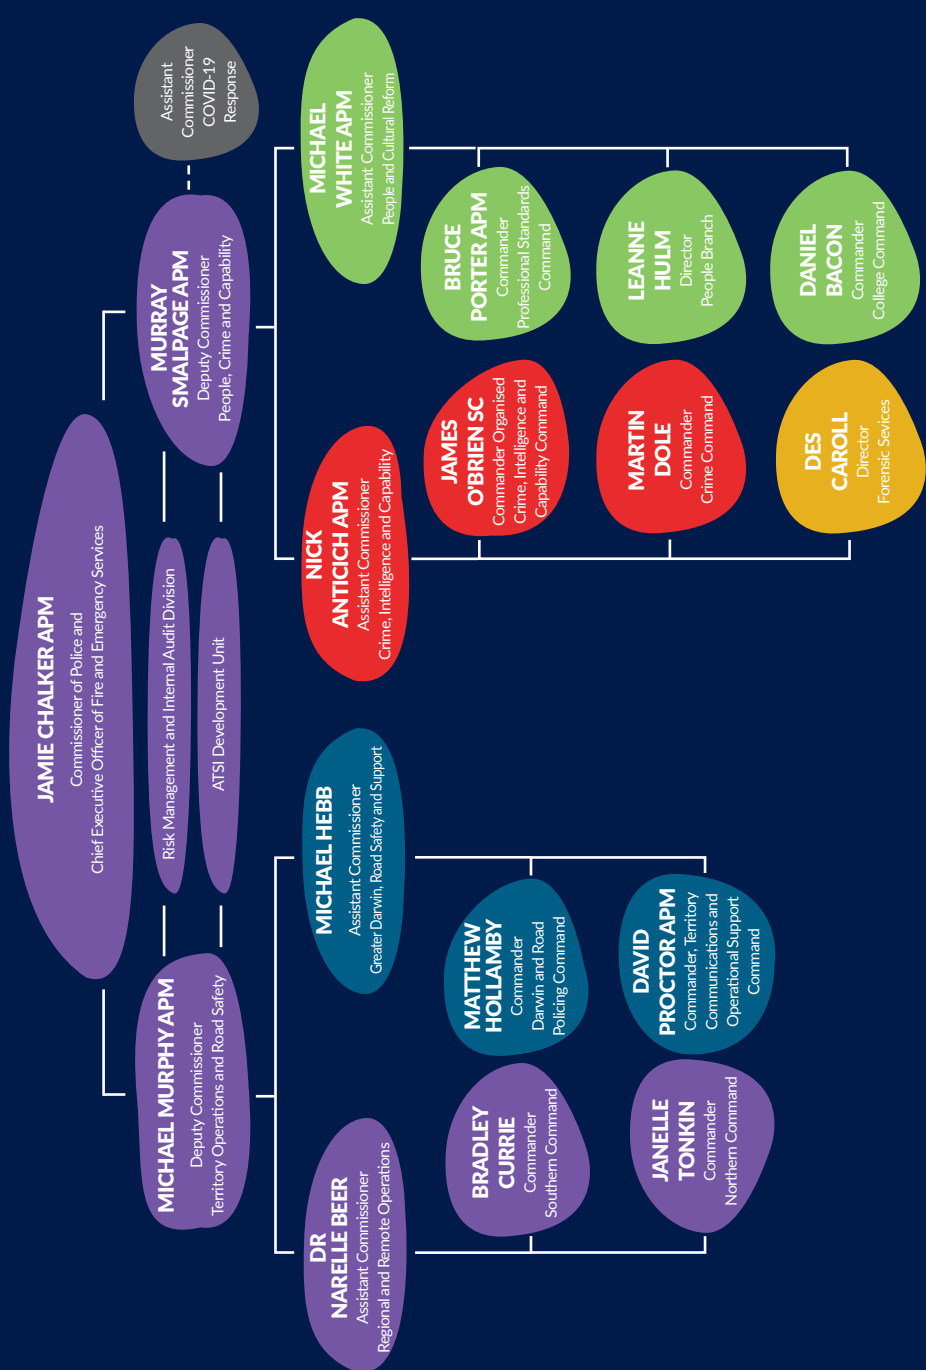 JAMIE CHALKER APM
Commissioner of Police and
Chief Executive Officer of Fire and Emergency Services
MICHAEL MURPHY APM
Deputy Commissioner
Territory Operations and Road Safety
Risk Management and Internal Audit Division
ATSI Development Unit
MURRAY
SMALPAGE APM
Deputy Commissioner
People, Crime and Capability
Assistant
Commissioner
COVID-19
Response
DR
NARELLE BEER
Assistant Commissioner
Regional and Remote Operations
MICHAEL HEBB
Assistant Commissioner
Greater Darwin, Road Safety and Support
NICK
ANTICICH APM
Assistant Commissioner
Crime, Intelligence and Capability
MICHAEL
WHITE APM
Assistant Commissioner
People and Cultural Reform
BRADLEY
CURRIE
Commander
Southern Command
MATTHEW
HOLLAMBY
Commander
Darwin and Road
Policing Command
JAMES
O'BRIEN SC
Commander Organised
Crime, Intelligence and
Capability Command
BRUCE
PORTER APM
Commander
Professional Standards
Command
JANELLE
TONKIN
Commander
Northern Command
DAVID
PROCTOR APM
Commander, Territory
Communications and
Operational Support
Command
MARTIN
DOLE
Commander
Crime Command
LEANNE
HULM
Director
People Branch
DES
CAROLL
Director
Forensic Sevices
DANIEL
BACON
Commander
College Command